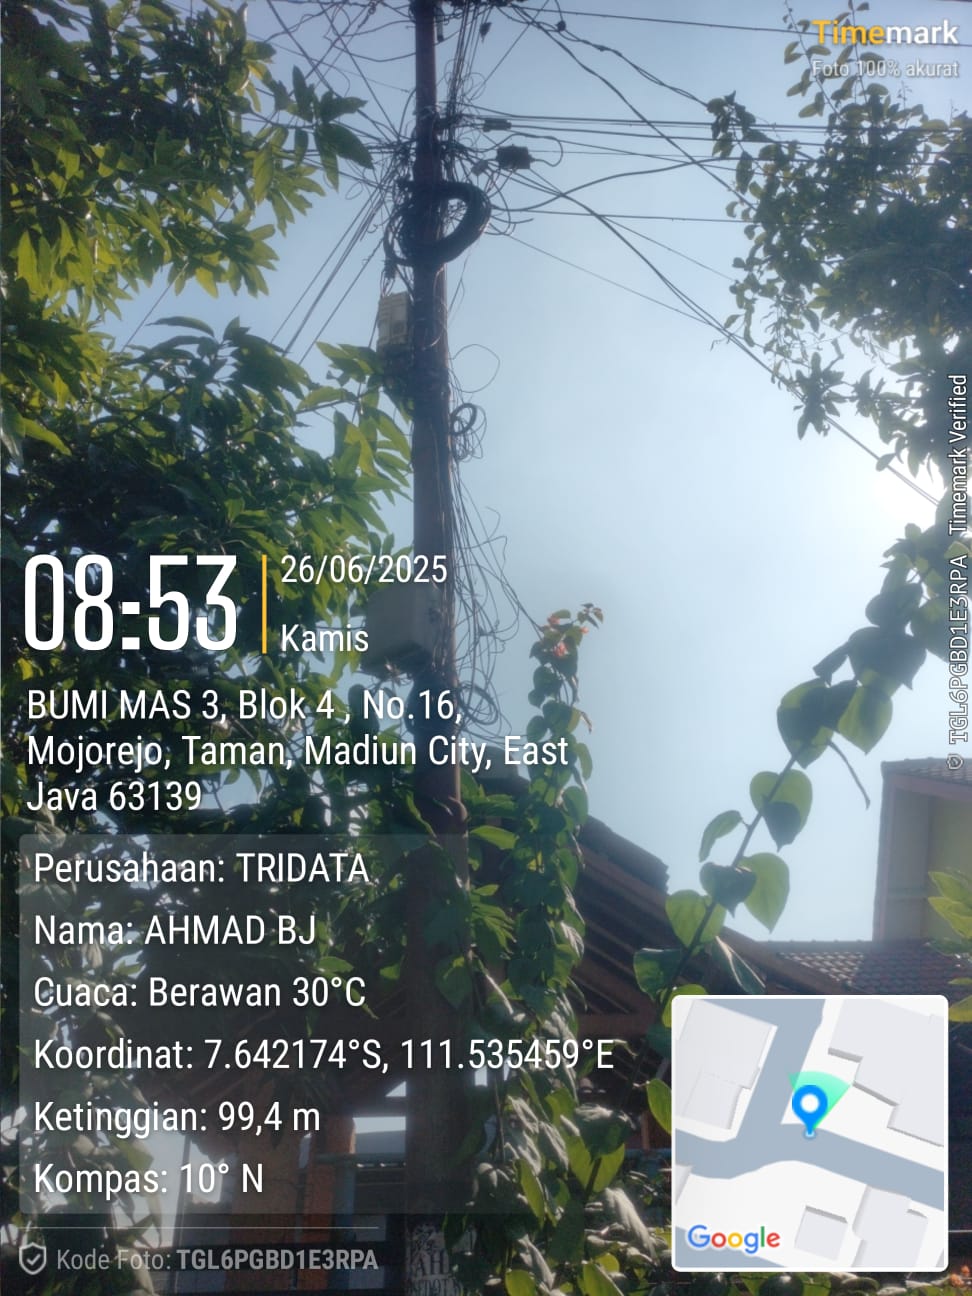 Timemark
Foto 100% akurat
08:53
26/06/2025
Kamis
BUMI MAS 3, Blok 4 , No.16,
Mojorejo, Taman, Madiun City, East
Java 63139
Perusahaan: TRIDATA
Nama: AHMAD BJ
Cuaca: Berawan 30°C
Koordinat: 7.642174°S, 111.535459°E
Ketinggian: 99,4 m
Kompas: 10° N
Kode Foto: TGL6PGBD1E3RPA
Google
© TGL6PGBD1E3RPA Timemark Verified